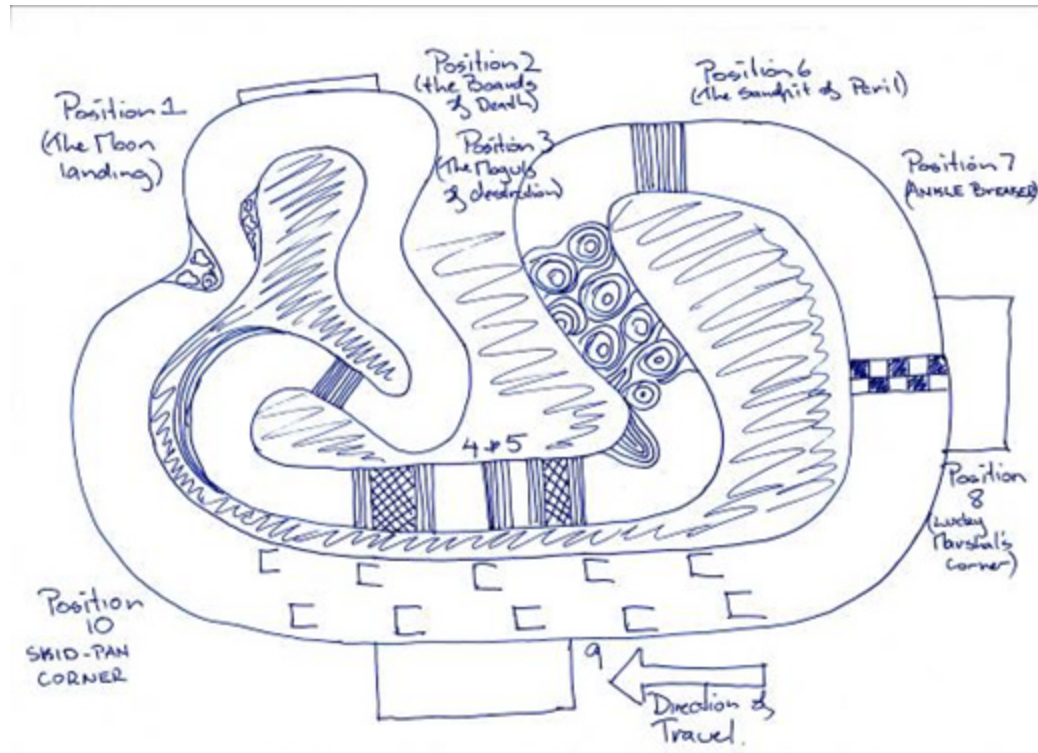 Position 1
(The Moon
landing)
Position 2
(the Boards
of Death)
Position 3
(The Moguls
of desecration)
Position 6
(The Sandpit of Peril)
Position 7
(ANKLE BREAKER)
4 & 5
Position
8
(Lucky
Marshal's
Corner)
Position
10
SKID-PAN
CORNER
9
Direction of
Travel.